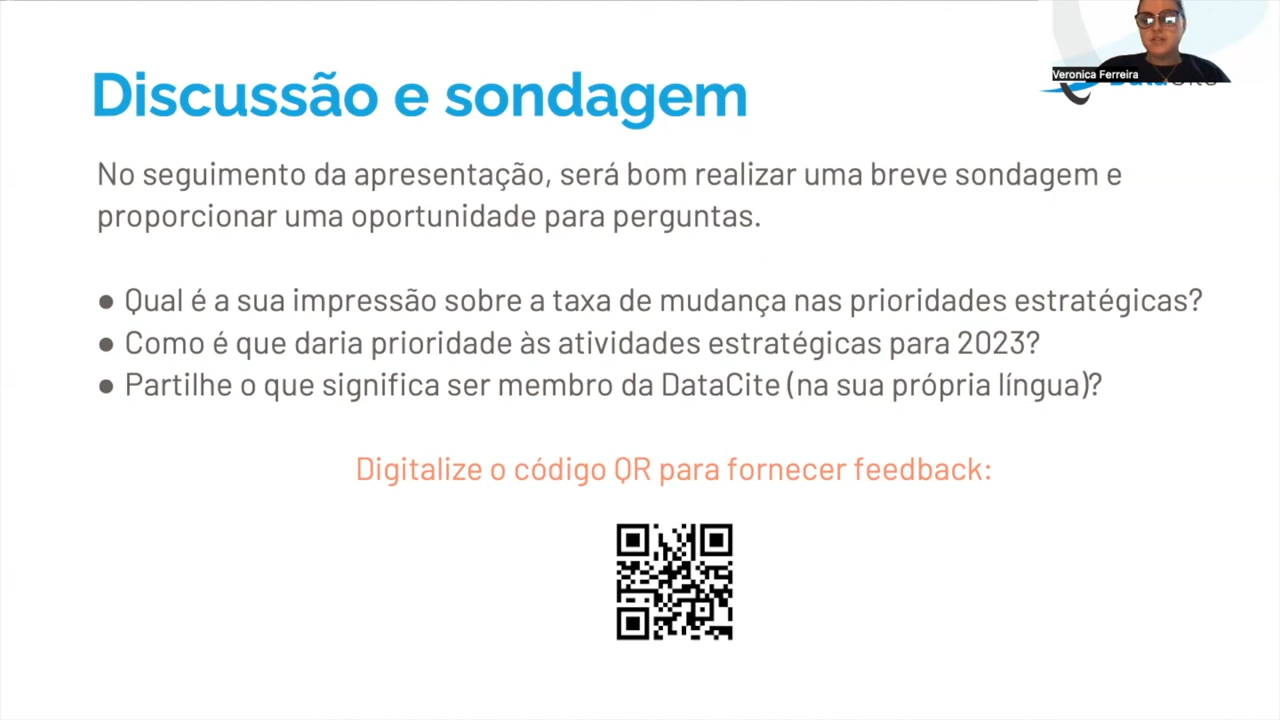 Veronica Ferreira
Discussão e sondagem
No seguimento da apresentação, será bom realizar uma breve sondagem e
proporcionar uma oportunidade para perguntas.
● Qual é a sua impressão sobre a taxa de mudança nas prioridades estratégicas?
● Como é que daria prioridade às atividades estratégicas para 2023?
● Partilhe o que significa ser membro da DataCite (na sua própria língua)?
Digitalize o código QR para fornecer feedback: